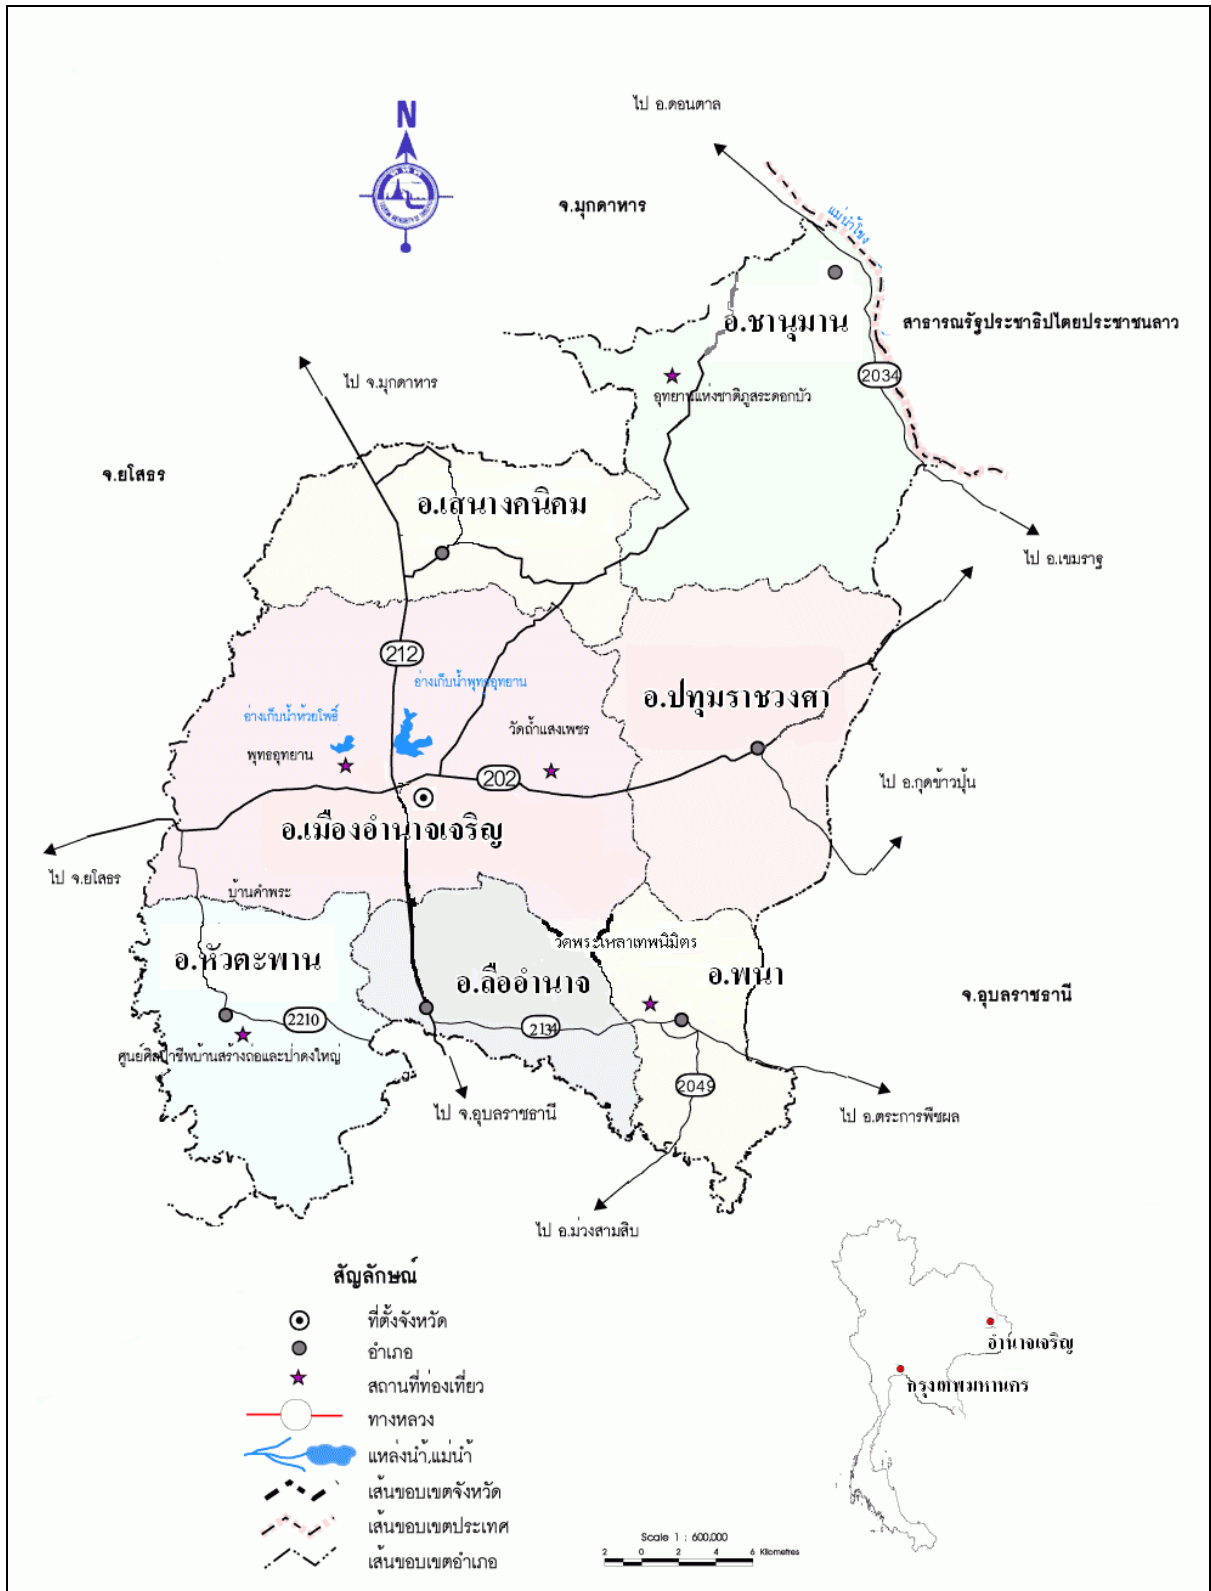 ไป อ.ดอนตาล
N
จ.มุกดาหาร
แม่น้ำโขง
อ.ชานุมาน
สาธารณรัฐประชาธิปไตยประชาชนลาว
2034
ไป จ.มุกดาหาร
อุทยานแห่งชาติภูสระดอกบัว
จ.ยโสธร
อ.เสนางคนิคม
ไป อ.เขมราฐ
212
อ่างเก็บน้ำพุทธอุทยาน
อ.ปทุมราชวงศา
อ่างเก็บน้ำห้วยโพธิ์
วัดถ้ำแสงเพชร
พุทธอุทยาน
202
ไป อ.กุดข้าวปุ้น
อ.เมืองอำนาจเจริญ
ไป จ.ยโสธร
บ้านคำพระ
วัดพระเหลาเทพนิมิตร
อ.หัวตะพาน
อ.ลืออำนาจ
อ.พนา
จ.อุบลราชธานี
2210
2134
ศูนย์ศิลปาชีพบ้านสร้างถ่อและป่าดงใหญ่
2049
ไป จ.อุบลราชธานี
ไป อ.ตระการพืชผล
ไป อ.ม่วงสามสิบ
สัญลักษณ์
ที่ตั้งจังหวัด
อำเภอ
สถานที่ท่องเที่ยว
ทางหลวง
แหล่งน้ำ,แม่น้ำ
เส้นขอบเขตจังหวัด
เส้นขอบเขตประเทศ
เส้นขอบเขตอำเภอ
อำนาจเจริญ
กรุงเทพมหานคร
Scale 1 : 600,000
2 0 2 4 6 Kilometres